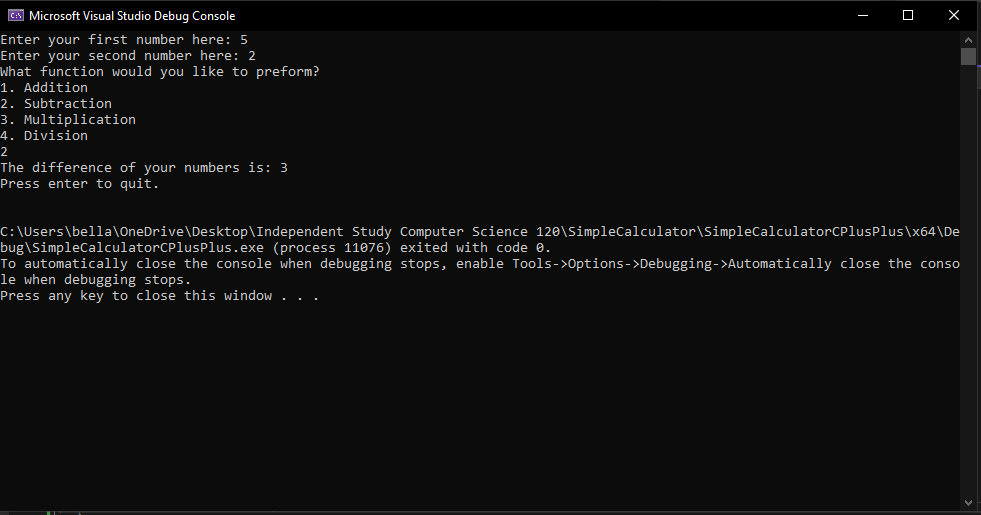 Microsoft Visual Studio Debug Console
Enter your first number here: 5
Enter your second number here: 2
What function would you like to preform?
1. Addition
2. Subtraction
3. Multiplication
4. Division
2
The difference of your numbers is: 3
Press enter to quit.
C:\Users\bella\OneDrive\Desktop\Independent Study Computer Science 120\SimpleCalculator\SimpleCalculatorCPlusPlus\x64\De
bug\SimpleCalculatorCPlusPlus.exe (process 11076) exited with code 0.
To automatically close the console when debugging stops, enable Tools->Options->Debugging->Automatically close the conso
le when debugging stops.
Press any key to close this window . . .